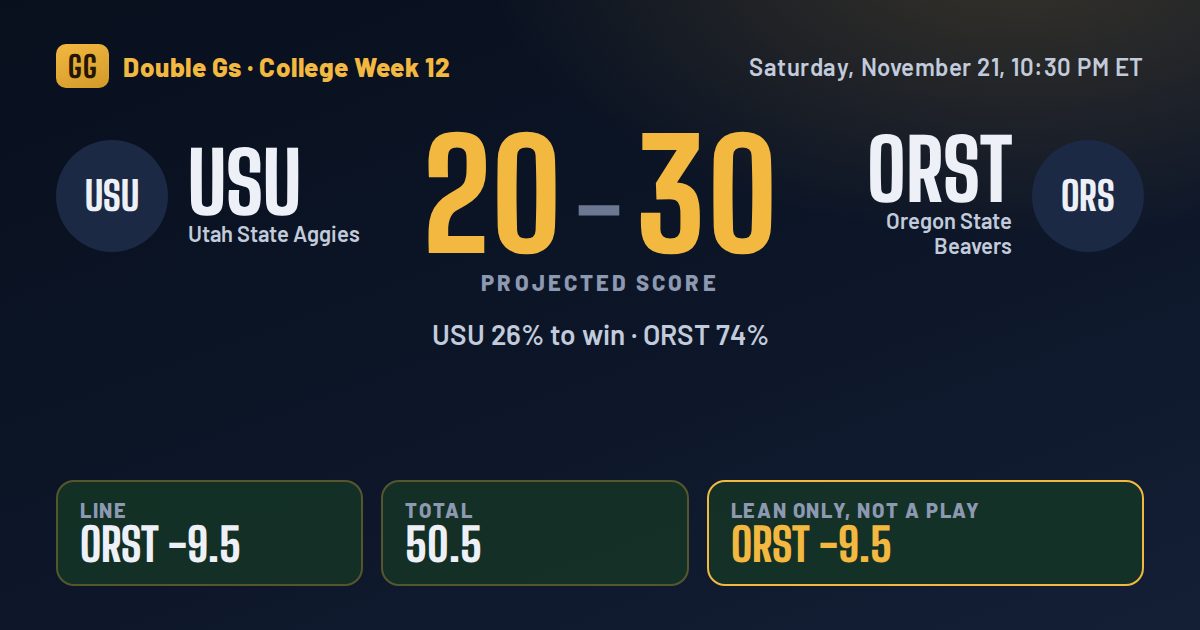 GG
Double Gs · College Week 12
Saturday, November 21, 10:30 PM ET
USU
USU
Utah State Aggies
20 – 30
PROJECTED SCORE
USU 26% to win · ORST 74%
ORST
Oregon State
Beavers
ORS
LINE
ORST −9.5
TOTAL
50.5
LEAN ONLY, NOT A PLAY
ORST −9.5